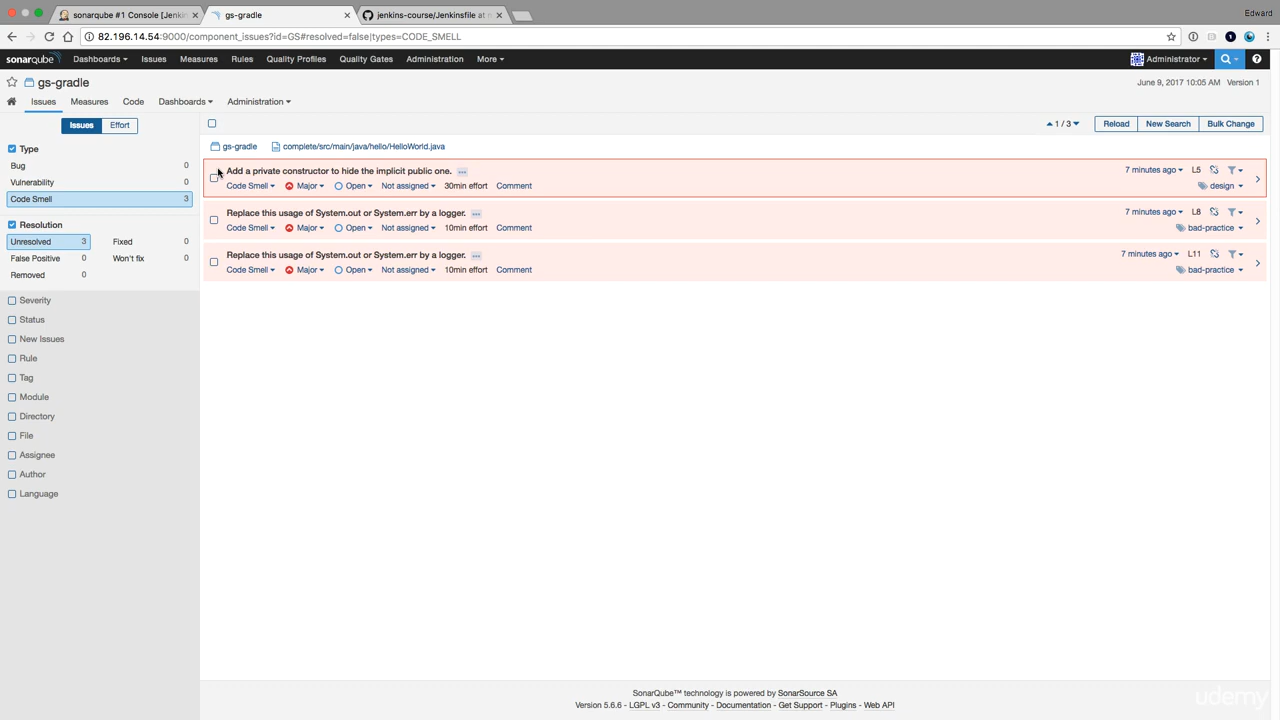 sonarqube #1 Console [Jenkin
gs-gradle
jenkins-course/Jenkinsfile at
Edward
82.196.14.54:9000/component_issues?id=GS#resolved=false|types=CODE_SMELL
sonarqube Dashboards Issues Measures Rules Quality Profiles Quality Gates Administration More Administrator
gs-gradle
June 9, 2017 10:05 AM Version 1
Issues Measures Code Dashboards Administration
Issues Effort
1 / 3 Reload New Search Bulk Change
Type
Bug 0
Vulnerability 0
Code Smell 3
Resolution
Unresolved 3 Fixed 0
False Positive 0 Won't fix 0
Removed 0
Severity
Status
New Issues
Rule
Tag
Module
Directory
File
Assignee
Author
Language
gs-gradle complete/src/main/java/hello/HelloWorld.java
Add a private constructor to hide the implicit public one. 7 minutes ago L5
Code Smell Major Open Not assigned 30min effort Comment design
Replace this usage of System.out or System.err by a logger. 7 minutes ago L8
Code Smell Major Open Not assigned 10min effort Comment bad-practice
Replace this usage of System.out or System.err by a logger. 7 minutes ago L11
Code Smell Major Open Not assigned 10min effort Comment bad-practice
SonarQube™ technology is powered by SonarSource SA
Version 5.6.6 - LGPL v3 - Community - Documentation - Get Support - Plugins - Web API
udemy